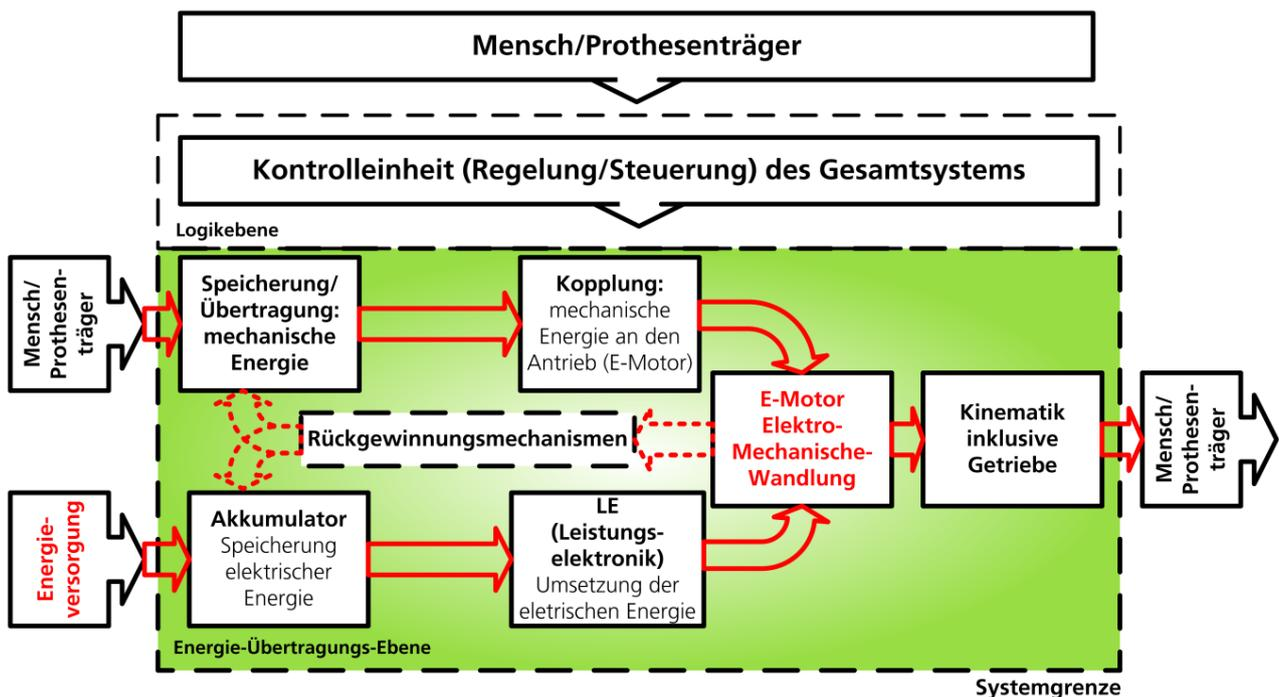 Mensch/Prothesenträger
Kontrolleinheit (Regelung/Steuerung) des Gesamtsystems
Logikebene
Mensch/
Prothesen-
träger
Speicherung/
Übertragung:
mechanische
Energie
Kopplung:
mechanische
Energie an den
Antrieb (E-Motor)
Rückgewinnungsmechanismen
E-Motor
Elektro-
Mechanische-
Wandlung
Kinematik
inklusive
Getriebe
Mensch/
Prothesen-
träger
Energie-
versorgung
Akkumulator
Speicherung
elektrischer
Energie
LE
(Leistungs-
elektronik)
Umsetzung der
eletrischen Energie
Energie-Übertragungs-Ebene
Systemgrenze